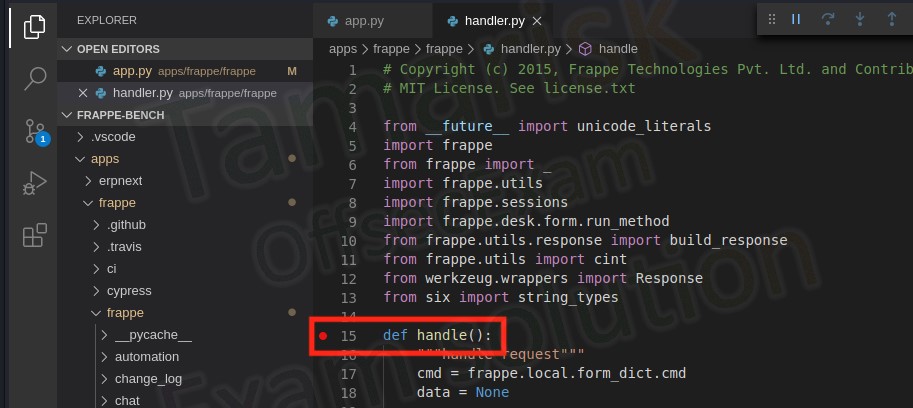 EXPLORER
OPEN EDITORS
app.py apps/frappe/frappe M
handler.py apps/frappe/frappe
FRAPPE-BENCH
.vscode
apps
erpnext
frappe
.github
.travis
ci
cypress
frappe
__pycache__
automation
change_log
chat
1
app.py
handler.py
apps > frappe > frappe > handler.py > handle
1 # Copyright (c) 2015, Frappe Technologies Pvt. Ltd. and Contrib
2 # MIT License. See license.txt
3
4 from __future__ import unicode_literals
5 import frappe
6 from frappe import _
7 import frappe.utils
8 import frappe.sessions
9 import frappe.desk.form.run_method
10 from frappe.utils.response import build_response
11 from frappe.utils import cint
12 from werkzeug.wrappers import Response
13 from six import string_types
14
15 def handle():
16 """handle request"""
17 cmd = frappe.local.form_dict.cmd
18 data = None
Tamarisk
OffsecExam
Exam solution